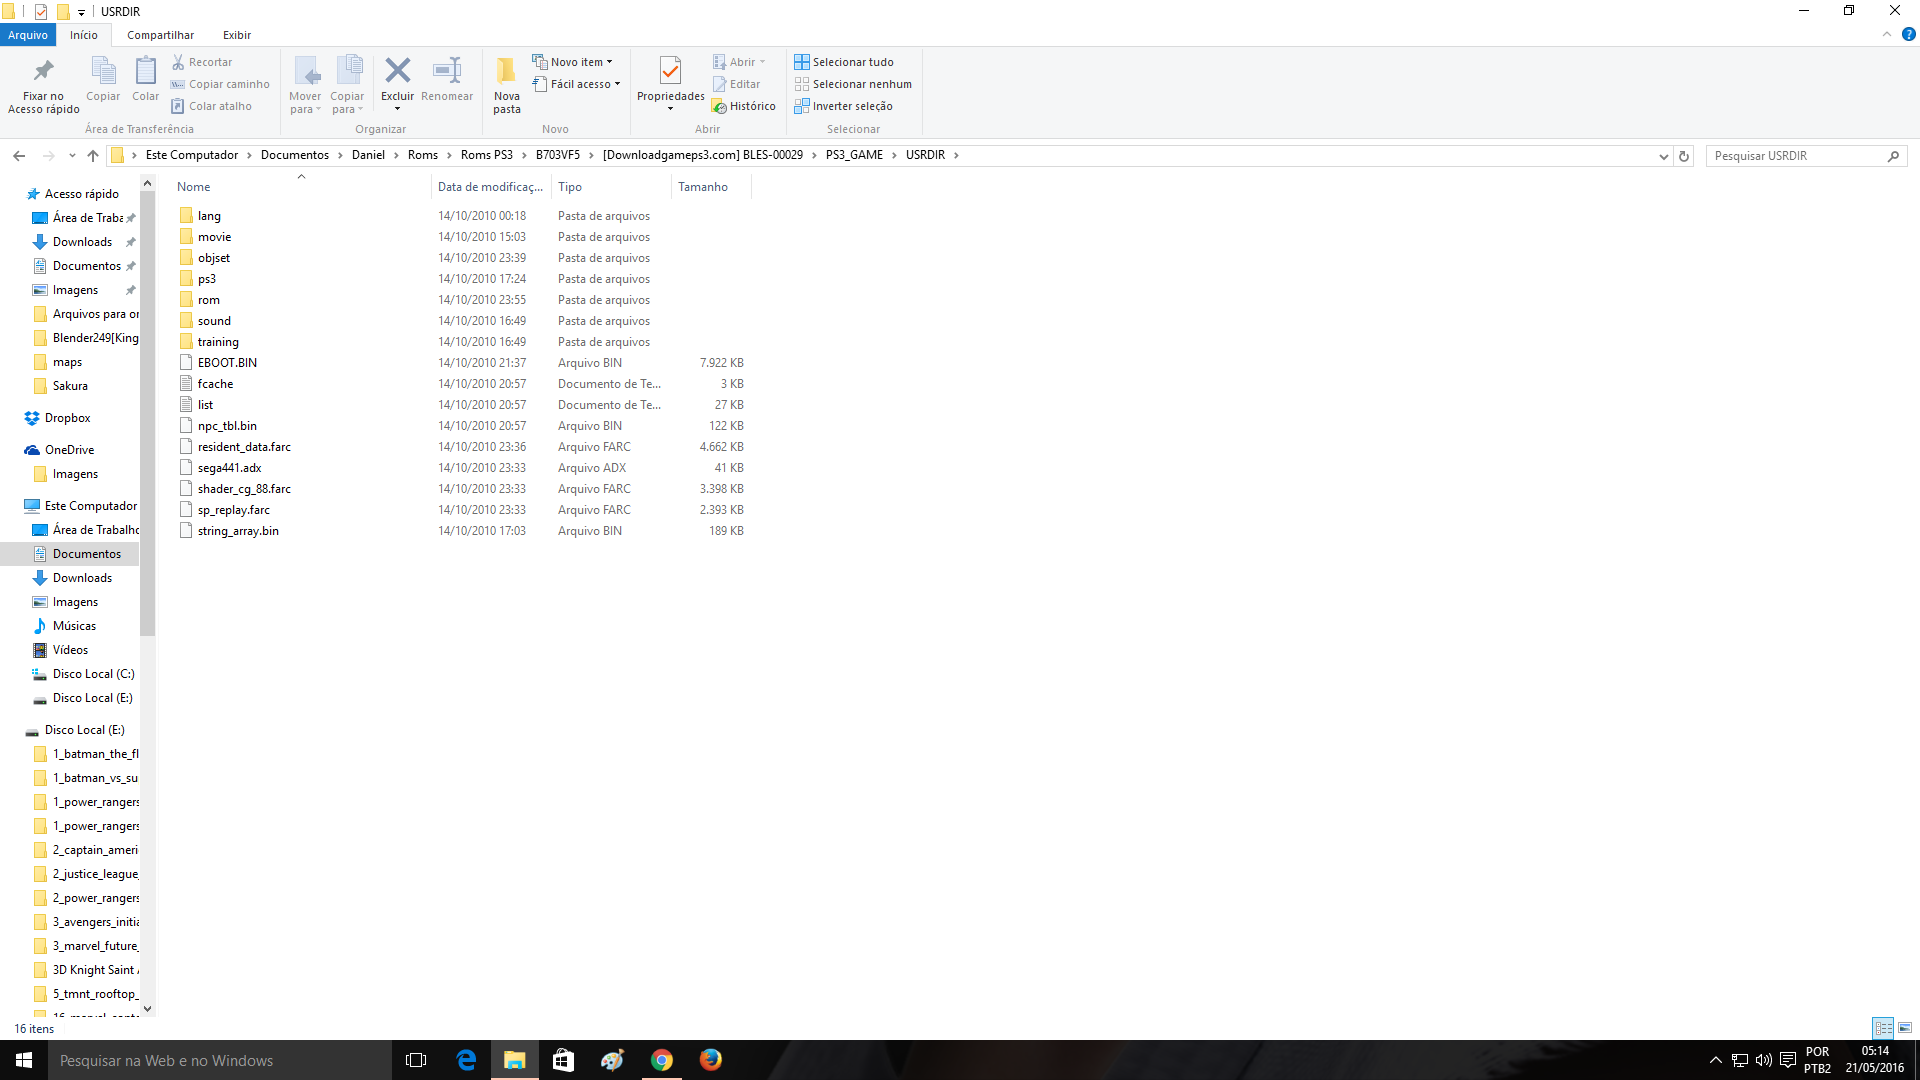 USRDIR
Arquivo Início Compartilhar Exibir
Fixar no Acesso rápido
Copiar
Colar
Recortar
Copiar caminho
Colar atalho
Área de Transferência
Mover para
Copiar para
Excluir
Renomear
Organizar
Nova pasta
Novo item
Fácil acesso
Novo
Propriedades
Abrir
Editar
Histórico
Abrir
Selecionar tudo
Selecionar nenhum
Inverter seleção
Selecionar
Este Computador > Documentos > Daniel > Roms > Roms PS3 > B703VF5 > [Downloadgameps3.com] BLES-00029 > PS3_GAME > USRDIR >
Pesquisar USRDIR
Acesso rápido
Área de Traba
Downloads
Documentos
Imagens
Arquivos para or
Blender249[King
maps
Sakura
Dropbox
OneDrive
Imagens
Este Computador
Área de Trabalho
Documentos
Downloads
Imagens
Músicas
Vídeos
Disco Local (C:)
Disco Local (E:)
Disco Local (E:)
1_batman_the_fl
1_batman_vs_su
1_power_rangers
1_power_rangers
2_captain_ameri
2_justice_league_
2_power_rangers
3_avengers_initia
3_marvel_future_
3D Knight Saint
5_tmnt_rooftop_
Nome Data de modificaç... Tipo Tamanho
lang 14/10/2010 00:18 Pasta de arquivos
movie 14/10/2010 15:03 Pasta de arquivos
objset 14/10/2010 23:39 Pasta de arquivos
ps3 14/10/2010 17:24 Pasta de arquivos
rom 14/10/2010 23:55 Pasta de arquivos
sound 14/10/2010 16:49 Pasta de arquivos
training 14/10/2010 16:49 Pasta de arquivos
EBOOT.BIN 14/10/2010 21:37 Arquivo BIN 7.922 KB
fcache 14/10/2010 20:57 Documento de Te... 3 KB
list 14/10/2010 20:57 Documento de Te... 27 KB
npc_tbl.bin 14/10/2010 20:57 Arquivo BIN 122 KB
resident_data.farc 14/10/2010 23:36 Arquivo FARC 4.662 KB
sega441.adx 14/10/2010 23:33 Arquivo ADX 41 KB
shader_cg_88.farc 14/10/2010 23:33 Arquivo FARC 3.398 KB
sp_replay.farc 14/10/2010 23:33 Arquivo FARC 2.393 KB
string_array.bin 14/10/2010 17:03 Arquivo BIN 189 KB
16 itens
Pesquisar na Web e no Windows
POR
PTB2
05:14
21/05/2016